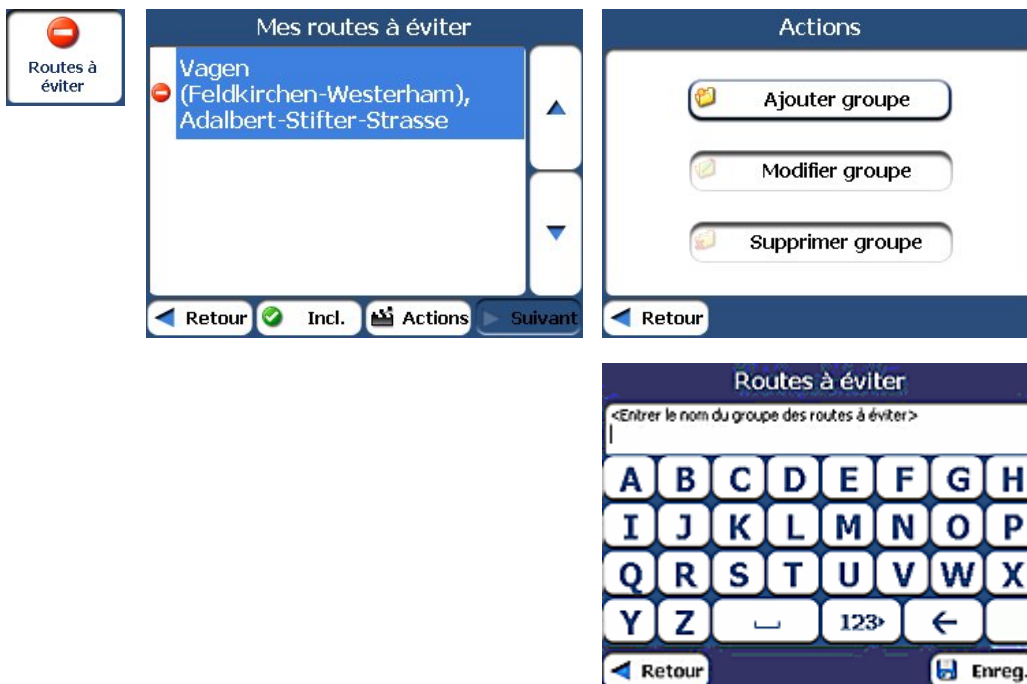 Routes à
éviter
Mes routes à éviter
Vagen
(Feldkirchen-Westerham),
Adalbert-Stifter-Strasse
Retour Incl. Actions Suivant
Actions
Ajouter groupe
Modifier groupe
Supprimer groupe
Retour
Routes à éviter
<Entrer le nom du groupe des routes à éviter>
A B C D E F G H
I J K L M N O P
Q R S T U V W X
Y Z 123
Retour Enreg.